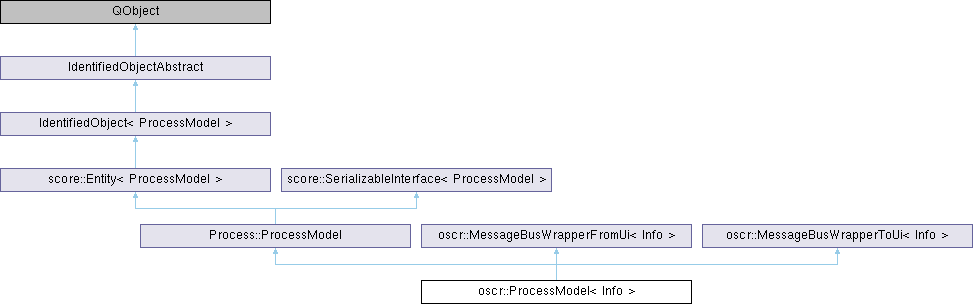 QObject
IdentifiedObjectAbstract
IdentifiedObject< ProcessModel >
score::Entity< ProcessModel >
score::SerializableInterface< ProcessModel >
Process::ProcessModel
oscr::MessageBusWrapperFromUi< Info >
oscr::MessageBusWrapperToUi< Info >
oscr::ProcessModel< Info >